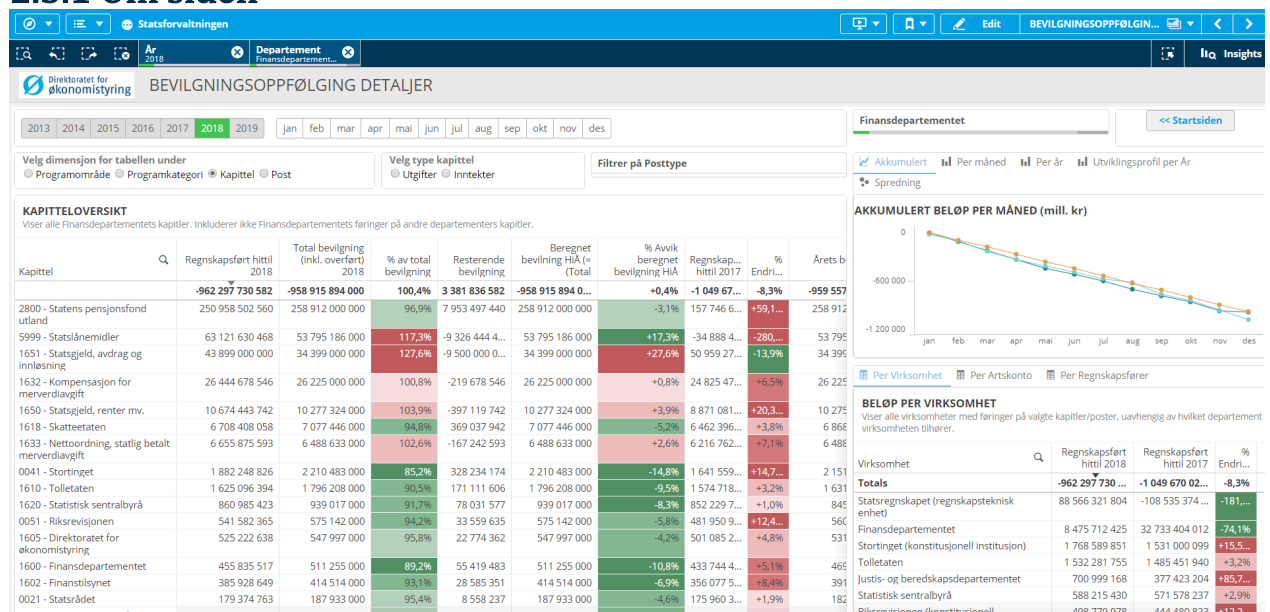 Statsforvaltningen
Edit
BEVILGNINGSOPPFØLGIN...
År
2018
Departement
Finansdepartement...
Insights
Direktoratet for
økonomistyring
BEVILGNINGSOPPFØLGING DETALJER
2013 2014 2015 2016 2017 2018 2019
jan feb mar apr mai jun jul aug sep okt nov des
Finansdepartementet
<< Startsiden
Velg dimensjon for tabellen under
Programområde Programkategori Kapittel Post
Velg type kapittel
Utgifter Inntekter
Filtrer på Posttype
Akkumulert Per måned Per år Utviklingsprofil per År
Spredning
KAPITTELOVERSIKT
Viser alle Finansdepartementets kapitler. Inkluderer ikke Finansdepartementets føringer på andre departementers kapitler.
Kapittel Regnskapsført hittil 2018 Total bevilgning (inkl. overført) 2018 % av total bevilgning Resterende bevilgning Beregnet bevilning HiÅ (= (Total % Avvik beregnet bevilgning HiÅ Regnskap... hittil 2017 % Endri... Årets b
-962 297 730 582 -958 915 894 000 100,4% 3 381 836 582 -958 915 894 0... +0,4% -1 049 67... -8,3% -959 557
2800 - Statens pensjonsfond utland 250 958 502 560 258 912 000 000 96,9% 7 953 497 440 258 912 000 000 -3,1% 157 746 6... +59,1... 258 912
5999 - Statslånemidler 63 121 630 468 53 795 186 000 117,3% -9 326 444 4... 53 795 186 000 +17,3% -34 888 4... -280,... 53 795
1651 - Statsgjeld, avdrag og innløsning 43 899 000 000 34 399 000 000 127,6% -9 500 000 0... 34 399 000 000 +27,6% 50 959 27... -13,9% 34 399
1632 - Kompensasjon for merverdiavgift 26 444 678 546 26 225 000 000 100,8% -219 678 546 26 225 000 000 +0,8% 24 825 47... +6,5% 26 225
1650 - Statsgjeld, renter mv. 10 674 443 742 10 277 324 000 103,9% -397 119 742 10 277 324 000 +3,9% 8 871 081... +20,3... 10 275
1618 - Skatteetaten 6 708 408 058 7 077 446 000 94,8% 369 037 942 7 077 446 000 -5,2% 6 462 396... +3,8% 6 868
1633 - Nettoordning, statlig betalt merverdiavgift 6 655 875 593 6 488 633 000 102,6% -167 242 593 6 488 633 000 +2,6% 6 216 762... +7,1% 6 488
0041 - Stortinget 1 882 248 826 2 210 483 000 85,2% 328 234 174 2 210 483 000 -14,8% 1 641 559... +14,7... 2 151
1610 - Tolletaten 1 625 096 394 1 796 208 000 90,5% 171 111 606 1 796 208 000 -9,5% 1 574 718... +3,2% 1 631
1620 - Statistisk sentralbyrå 860 985 423 939 017 000 91,7% 78 031 577 939 017 000 -8,3% 852 229 7... +1,0% 845
0051 - Riksrevisjonen 541 582 365 575 142 000 94,2% 33 559 635 575 142 000 -5,8% 481 950 9... +12,4... 560
1605 - Direktoratet for økonomistyring 525 222 638 547 997 000 95,8% 22 774 362 547 997 000 -4,2% 501 085 2... +4,8% 531
1600 - Finansdepartementet 455 835 517 511 255 000 89,2% 55 419 483 511 255 000 -10,8% 433 744 4... +5,1% 469
1602 - Finanstilsynet 385 928 649 414 514 000 93,1% 28 585 351 414 514 000 -6,9% 356 077 5... +8,4% 391
0021 - Statsrådet 179 374 763 187 933 000 95,4% 8 558 237 187 933 000 -4,6% 175 960 3... +1,9% 182
AKKUMULERT BELØP PER MÅNED (mill. kr)
0
-600 000
-1 200 000
jan feb mar apr mai jun jul aug sep okt nov des
Per Virksomhet Per Artskonto Per Regnskapsfører
BELØP PER VIRKSOMHET
Viser alle virksomheter med føringer på valgte kapitler/poster, uavhengig av hvilket departement
virksomheten tilhører.
Virksomhet Regnskapsført hittil 2018 Regnskapsført hittil 2017 % Endri...
Totals -962 297 730 ... -1 049 670 02... -8,3%
Statsregnskapet (regnskapsteknisk enhet) 88 566 321 804 -108 535 374 ... -181,...
Finansdepartementet 8 475 712 425 32 733 404 012 -74,1%
Stortinget (konstitusjonell institusjon) 1 768 589 851 1 531 000 099 +15,5...
Tolletaten 1 532 281 755 1 485 451 940 +3,2%
Justis- og beredskapsdepartementet 700 999 168 377 423 204 +85,7...
Statistisk sentralbyrå 588 215 430 571 578 237 +2,9%